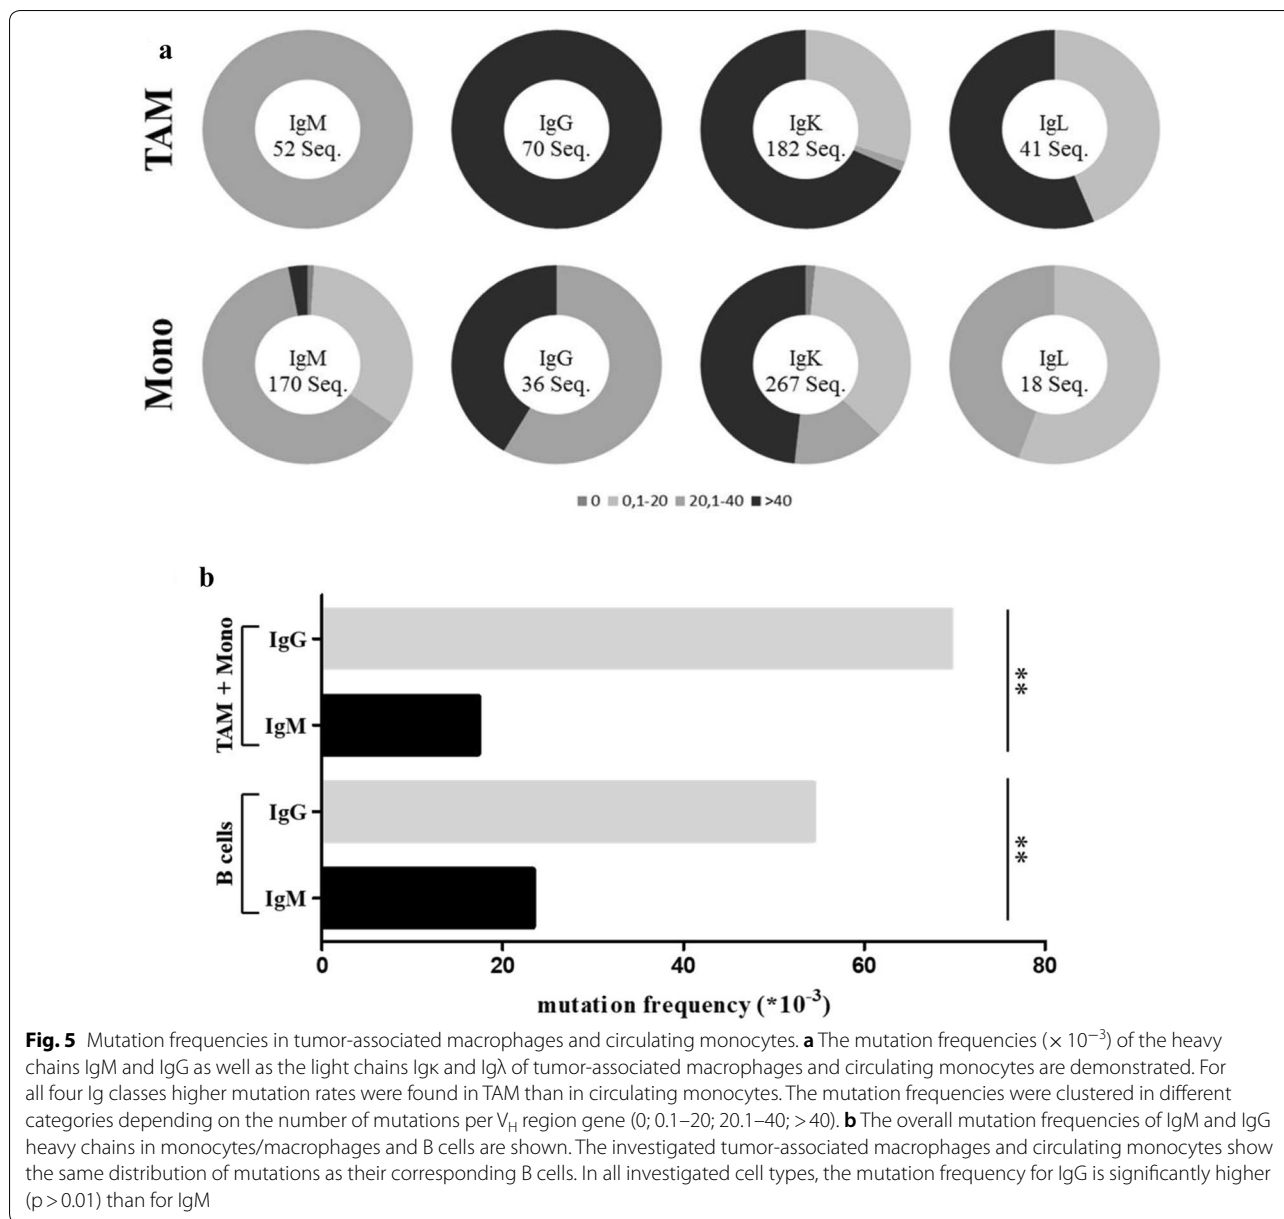 a
TAM
IgM
52 Seq.
IgG
70 Seq.
IgK
182 Seq.
IgL
41 Seq.
Mono
IgM
170 Seq.
IgG
36 Seq.
IgK
267 Seq.
IgL
18 Seq.
0 0,1-20 20,1-40 >40
b
TAM + Mono
IgG
IgM
**
B cells
IgG
IgM
**
0 20 40 60 80
mutation frequency (*10⁻³)
Fig. 5 Mutation frequencies in tumor-associated macrophages and circulating monocytes. a The mutation frequencies (× 10⁻³) of the heavy
chains IgM and IgG as well as the light chains Igκ and Igλ of tumor-associated macrophages and circulating monocytes are demonstrated. For
all four Ig classes higher mutation rates were found in TAM than in circulating monocytes. The mutation frequencies were clustered in different
categories depending on the number of mutations per V_H region gene (0; 0.1–20; 20.1–40; > 40). b The overall mutation frequencies of IgM and IgG
heavy chains in monocytes/macrophages and B cells are shown. The investigated tumor-associated macrophages and circulating monocytes show
the same distribution of mutations as their corresponding B cells. In all investigated cell types, the mutation frequency for IgG is significantly higher
(p > 0.01) than for IgM